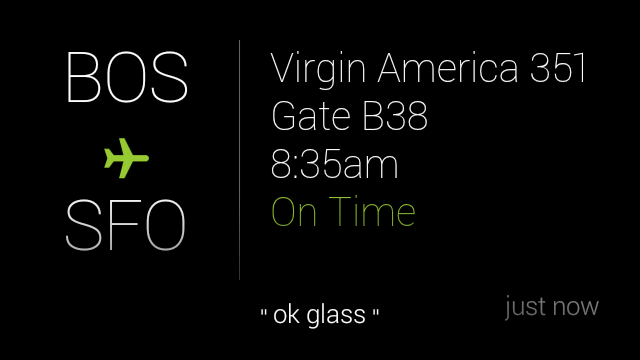 BOS
SFO
Virgin America 351
Gate B38
8:35am
On Time
" ok glass "
just now